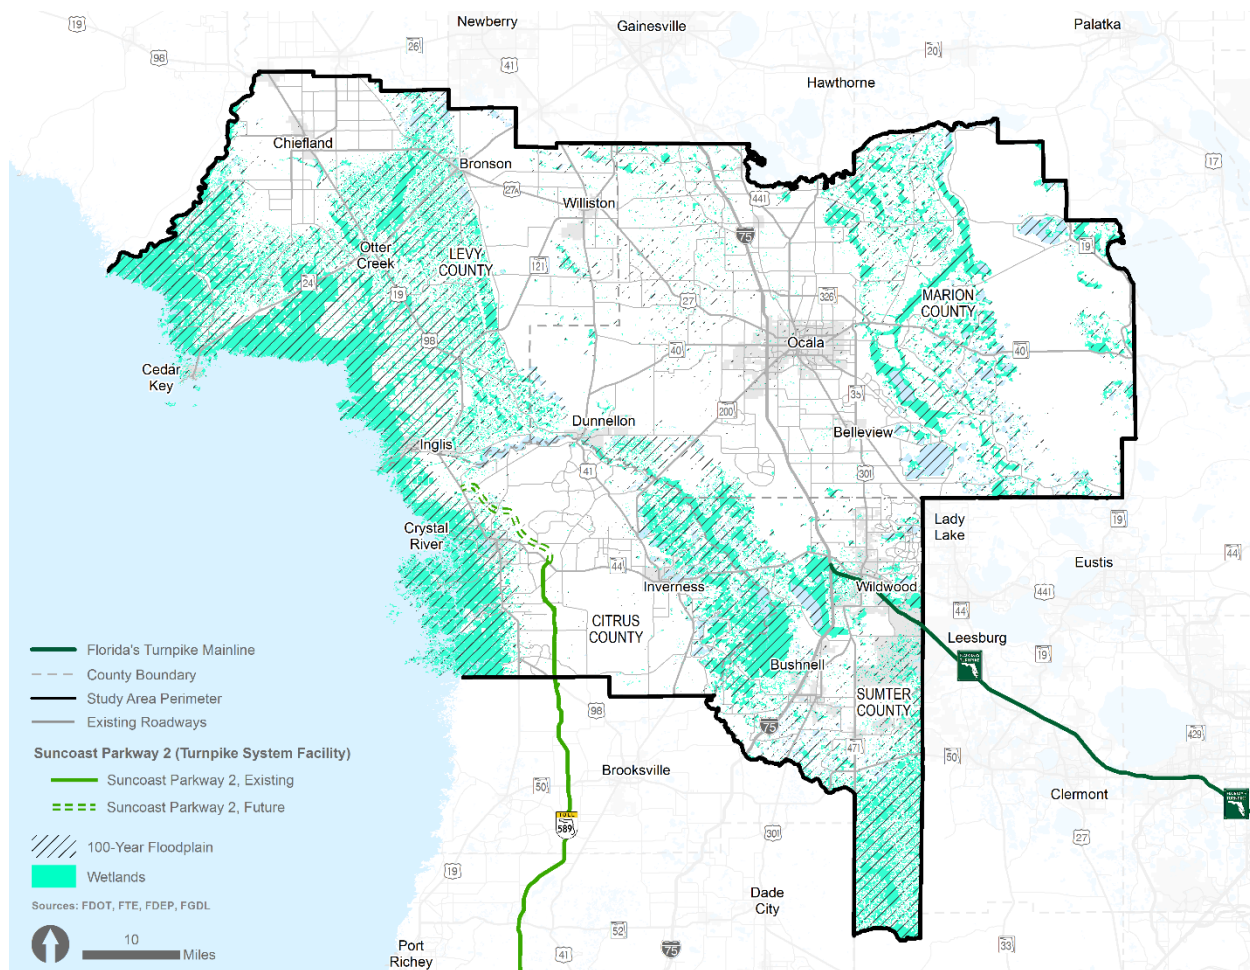 Newberry
Gainesville
Palatka
19
98
26
41
20
Hawthorne
Chiefland
Bronson
17
27A
Williston
441
75
Otter
Creek
LEVY
COUNTY
121
19
24
19
27
326
MARION
COUNTY
98
Ocala
40
40
Cedar
Key
200
35
Dunnellon
Belleview
Inglis
41
301
Crystal
River
Lady
Lake
19
44
Eustis
44
Inverness
Wildwood
441
44
CITRUS
COUNTY
Leesburg
19
Bushnell
SUMTER
COUNTY
98
75
471
50
429
Brooksville
50
Clermont
589
301
27
19
Dade
City
52
33
Port
Richey
41
75
Florida's Turnpike Mainline
County Boundary
Study Area Perimeter
Existing Roadways
Suncoast Parkway 2 (Turnpike System Facility)
Suncoast Parkway 2, Existing
Suncoast Parkway 2, Future
100-Year Floodplain
Wetlands
Sources: FDOT, FTE, FDEP, FGDL
10
Miles